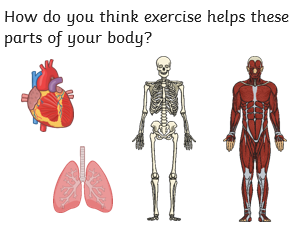 How do you think exercise helps these
parts of your body?